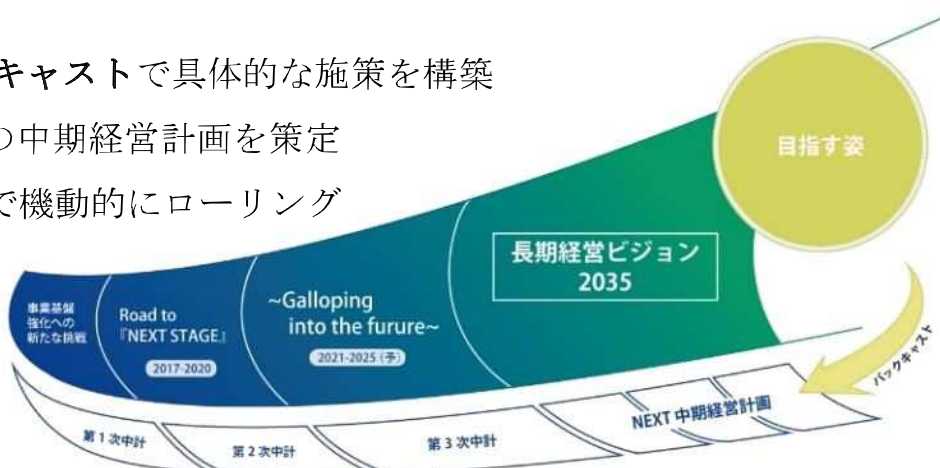 キャストで具体的な施策を構築
の中期経営計画を策定
で機動的にローリング
目指す姿
長期経営ビジョン
2035
~Galloping
into the furure~
2021-2025(予)
Road to
『NEXT STAGE』
2017-2020
事業基盤
強化への
新たな挑戦
バックキャスト
NEXT 中期経営計画
第3次中計
第2次中計
第1次中計